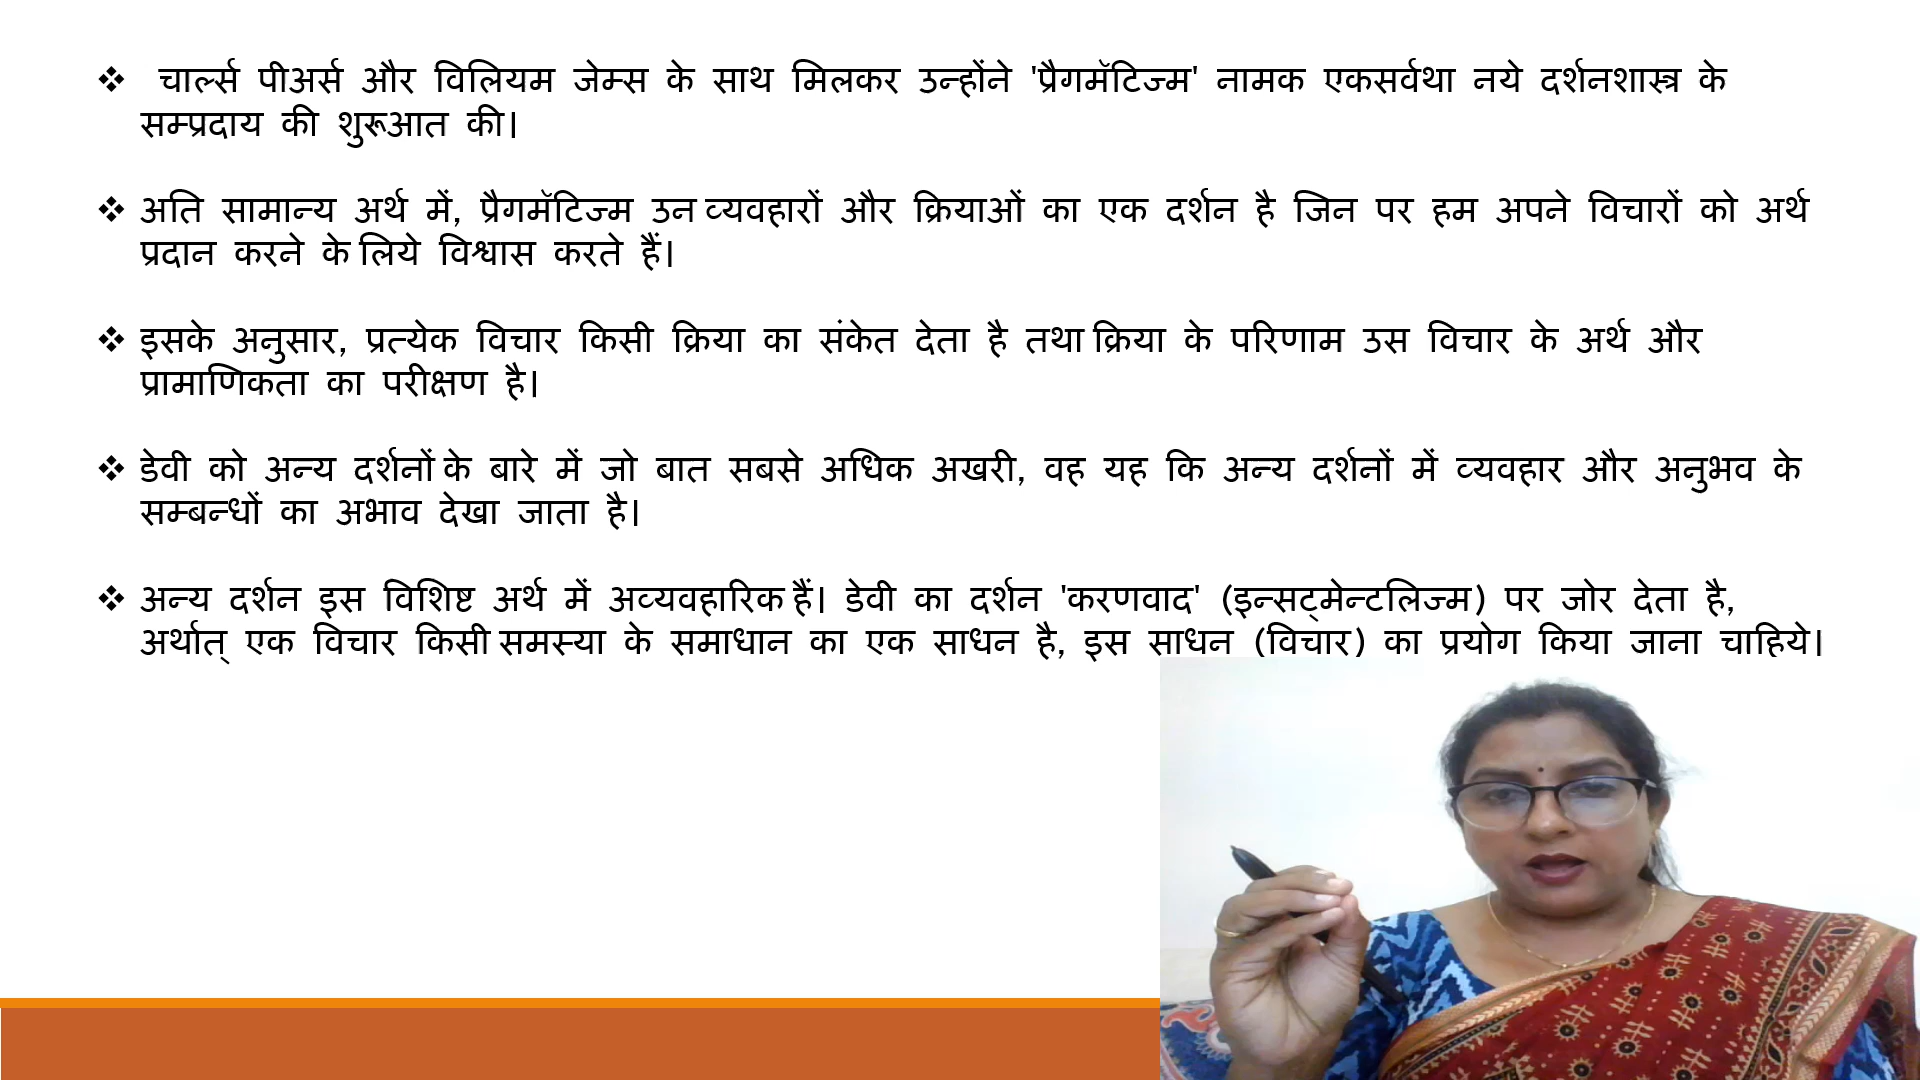 ❖ चार्ल्स पीअर्स और विलियम जेम्स के साथ मिलकर उन्होंने 'प्रैगमॅटिज्म' नामक एकसर्वथा नये दर्शनशास्त्र के
सम्प्रदाय की शुरूआत की।
❖ अति सामान्य अर्थ में, प्रैगमॅटिज्म उन व्यवहारों और क्रियाओं का एक दर्शन है जिन पर हम अपने विचारों को अर्थ
प्रदान करने के लिये विश्वास करते हैं।
❖ इसके अनुसार, प्रत्येक विचार किसी क्रिया का संकेत देता है तथा क्रिया के परिणाम उस विचार के अर्थ और
प्रामाणिकता का परीक्षण है।
❖ डेवी को अन्य दर्शनों के बारे में जो बात सबसे अधिक अखरी, वह यह कि अन्य दर्शनों में व्यवहार और अनुभव के
सम्बन्धों का अभाव देखा जाता है।
❖ अन्य दर्शन इस विशिष्ट अर्थ में अव्यवहारिक हैं। डेवी का दर्शन 'करणवाद' (इन्सट्मेन्टलिज्म) पर जोर देता है,
अर्थात् एक विचार किसी समस्या के समाधान का एक साधन है, इस साधन (विचार) का प्रयोग किया जाना चाहिये।